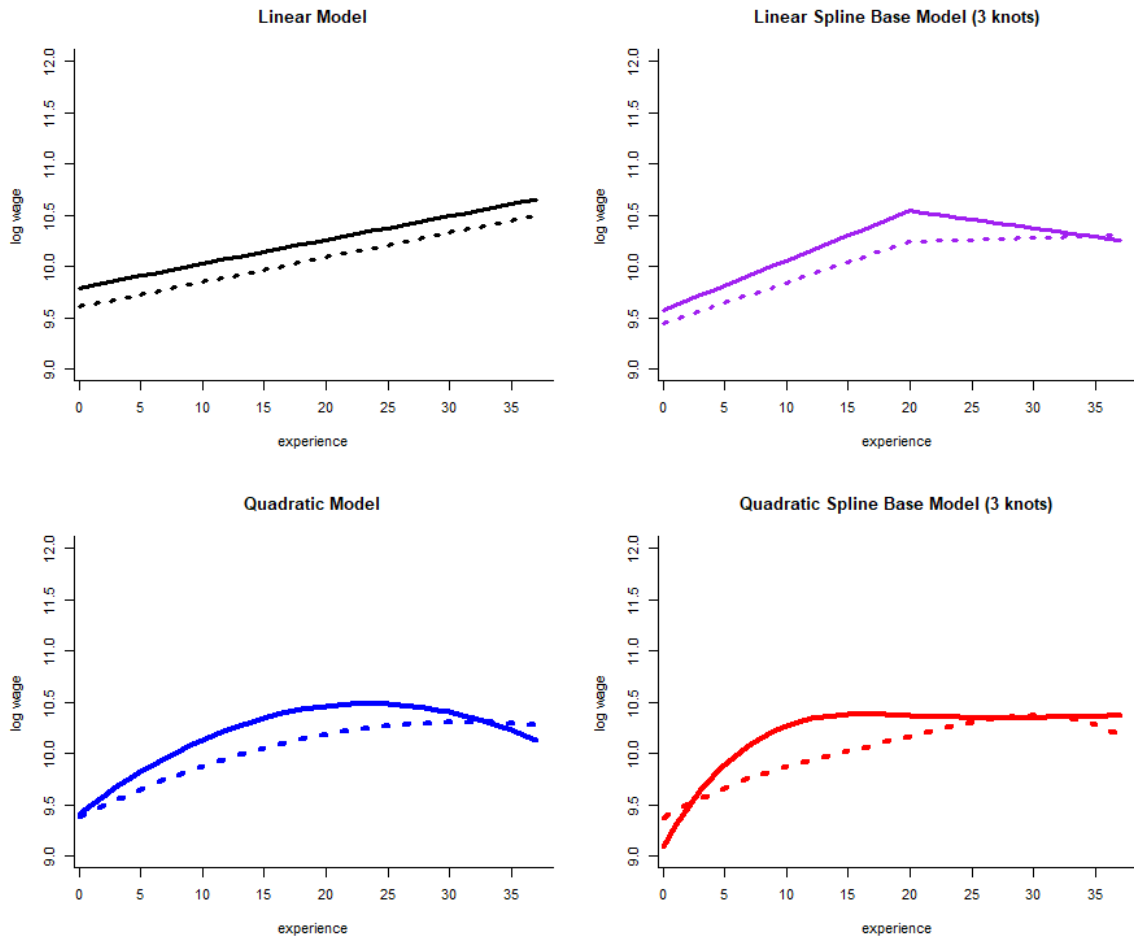 Linear Model
12.0
11.5
11.0
10.5
10.0
9.5
9.0
log wage
0 5 10 15 20 25 30 35
experience
Linear Spline Base Model (3 knots)
12.0
11.5
11.0
10.5
10.0
9.5
9.0
log wage
0 5 10 15 20 25 30 35
experience
Quadratic Model
12.0
11.5
11.0
10.5
10.0
9.5
9.0
log wage
0 5 10 15 20 25 30 35
experience
Quadratic Spline Base Model (3 knots)
12.0
11.5
11.0
10.5
10.0
9.5
9.0
log wage
0 5 10 15 20 25 30 35
experience